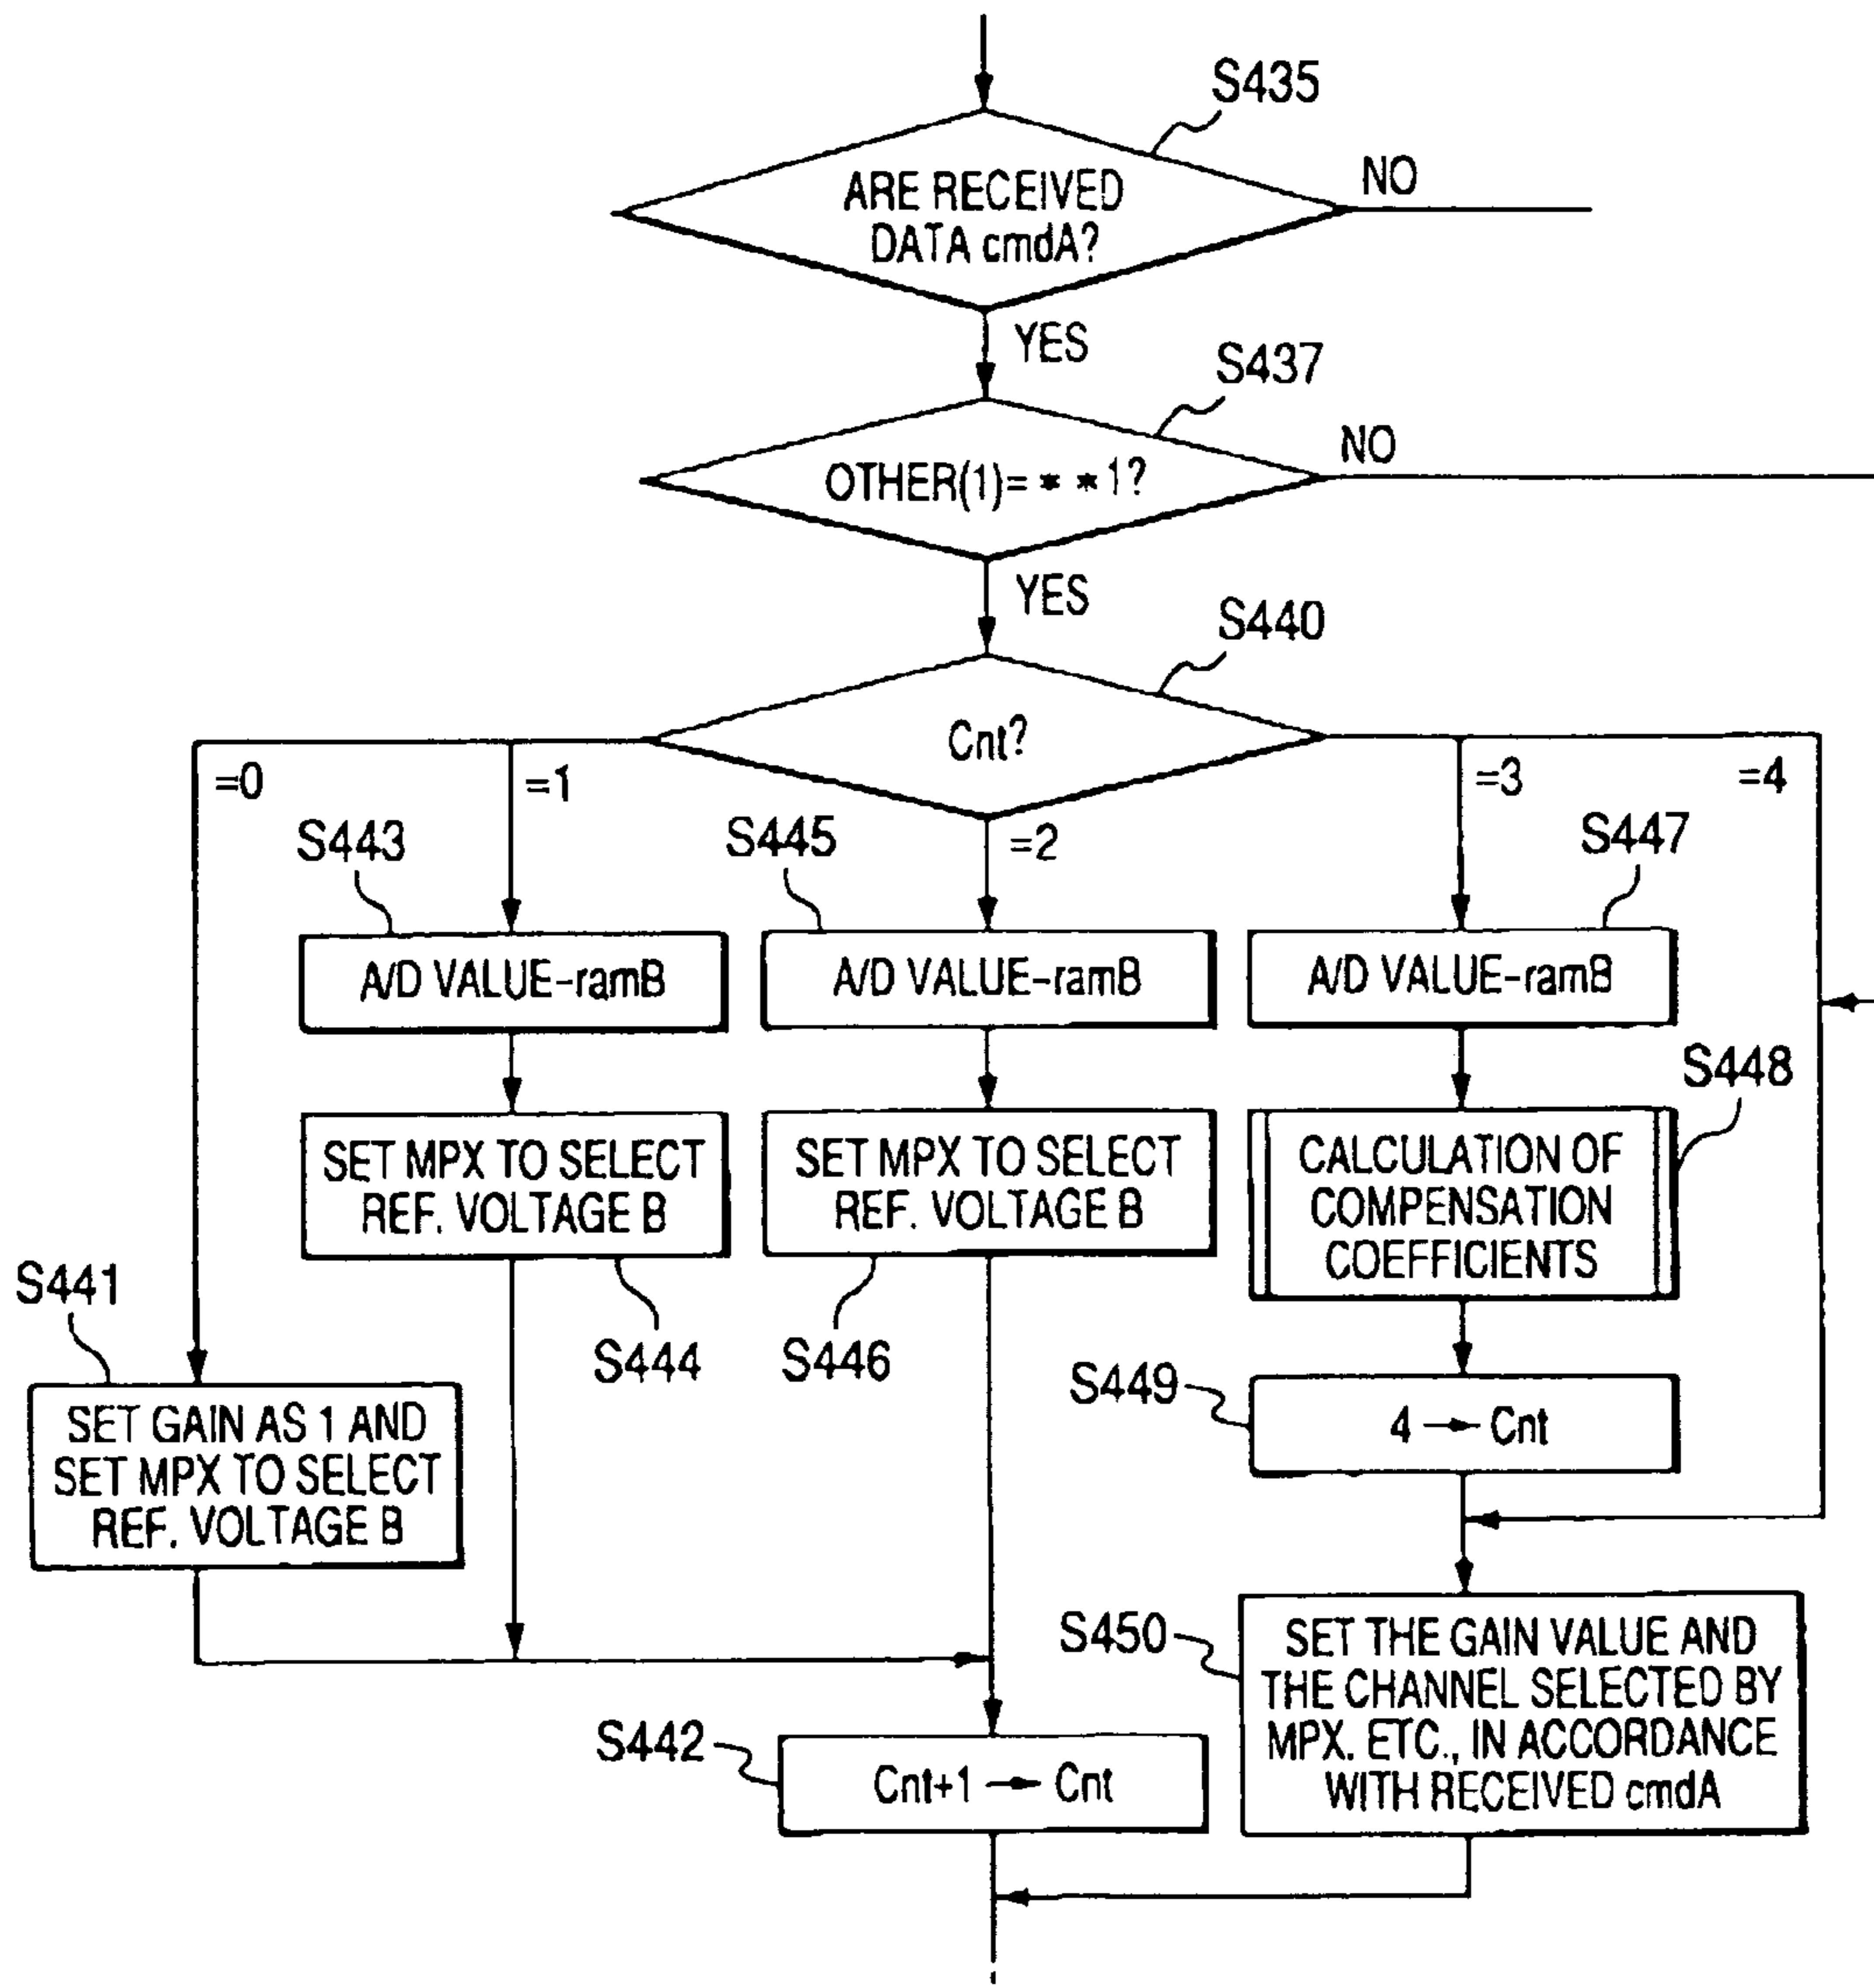 S435
ARE RECEIVED
DATA cmdA?
NO
YES
S437
OTHER(1)= * * 1?
NO
YES
S440
Cnt?
=0
=1
=2
=3
=4
S443
S445
S447
A/D VALUE-ramB
A/D VALUE-ramB
A/D VALUE-ramB
S448
SET MPX TO SELECT
REF. VOLTAGE B
SET MPX TO SELECT
REF. VOLTAGE B
CALCULATION OF
COMPENSATION
COEFFICIENTS
S441
S444
S446
S449
SET GAIN AS 1 AND
SET MPX TO SELECT
REF. VOLTAGE B
4 → Cnt
S450
SET THE GAIN VALUE AND
THE CHANNEL SELECTED BY
MPX. ETC., IN ACCORDANCE
WITH RECEIVED cmdA
S442
Cnt+1 → Cnt